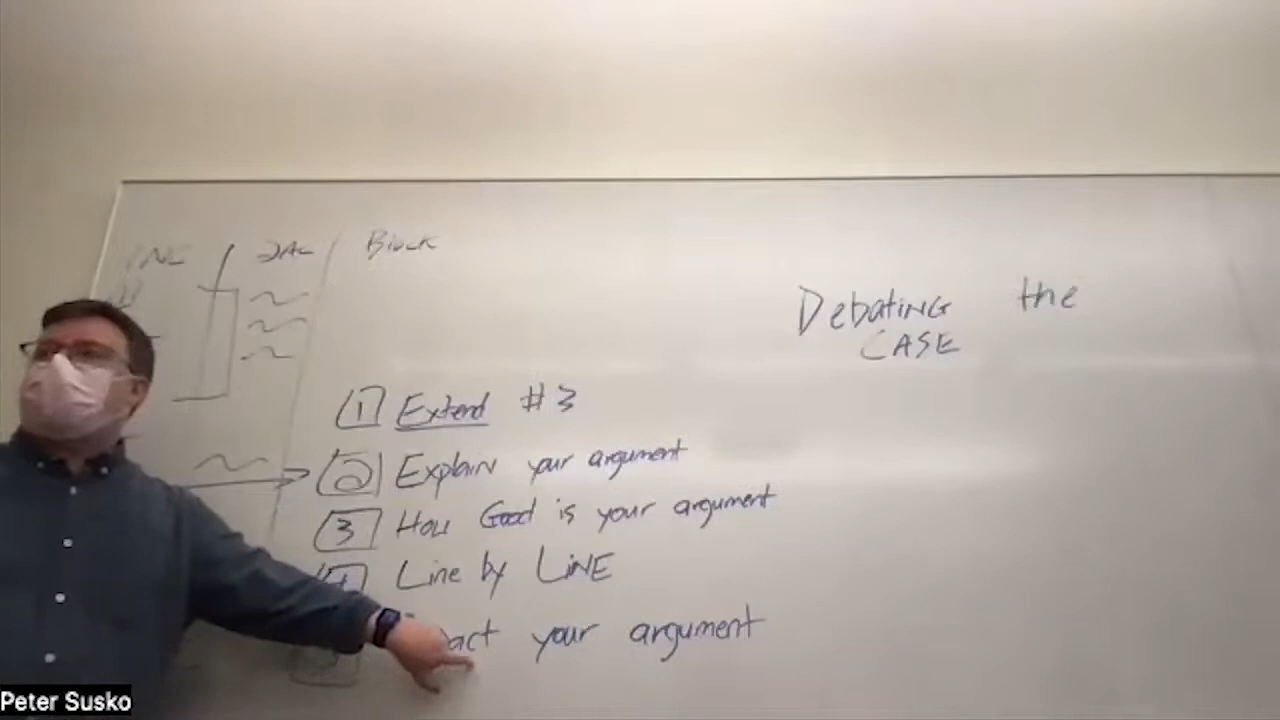 1NC 2AC Block
Debating the
CASE
1 Extend #3
2 Explain your argument
3 How Good is your argument
4 Line by LiNE
act your argument
Peter Susko